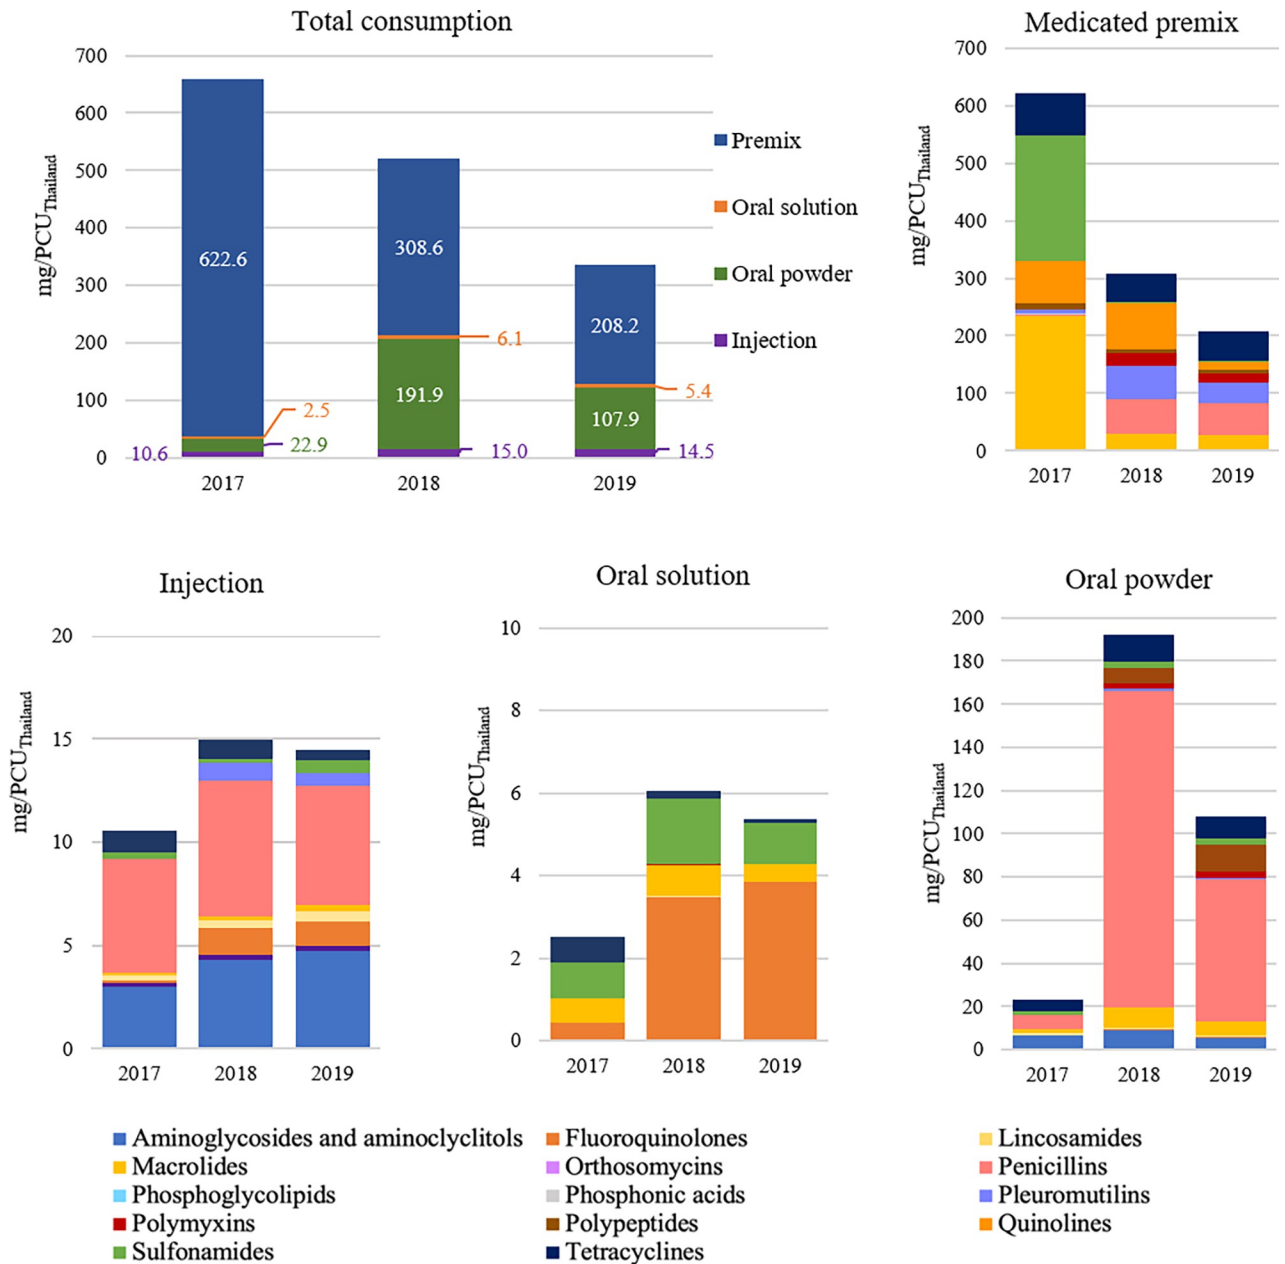 Total consumption
700
600
500
400
300
200
100
0
mg/PCUThailand
622.6
308.6
208.2
191.9
107.9
2.5
22.9
10.6
6.1
15.0
5.4
14.5
2017
2018
2019
Premix
Oral solution
Oral powder
Injection
Medicated premix
700
600
500
400
300
200
100
0
mg/PCUThailand
2017
2018
2019
Injection
20
15
10
5
0
mg/PCUThailand
2017
2018
2019
Oral solution
10
8
6
4
2
0
mg/PCUThailand
2017
2018
2019
Oral powder
200
180
160
140
120
100
80
60
40
20
0
mg/PCUThailand
2017
2018
2019
Aminoglycosides and aminoclyclitols
Fluoroquinolones
Lincosamides
Macrolides
Orthosomycins
Penicillins
Phosphoglycolipids
Phosphonic acids
Pleuromutilins
Polymyxins
Polypeptides
Quinolines
Sulfonamides
Tetracyclines